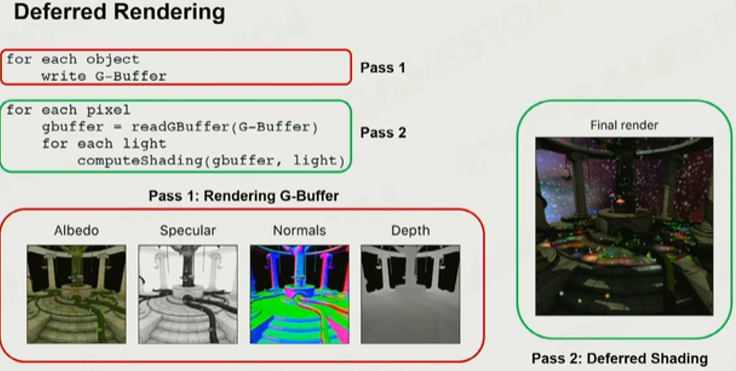 Deferred Rendering
for each object
write G-Buffer
Pass 1
for each pixel
gbuffer = readGBuffer(G-Buffer)
for each light
computeShading(gbuffer, light)
Pass 2
Pass 1: Rendering G-Buffer
Albedo
Specular
Normals
Depth
Final render
Pass 2: Deferred Shading